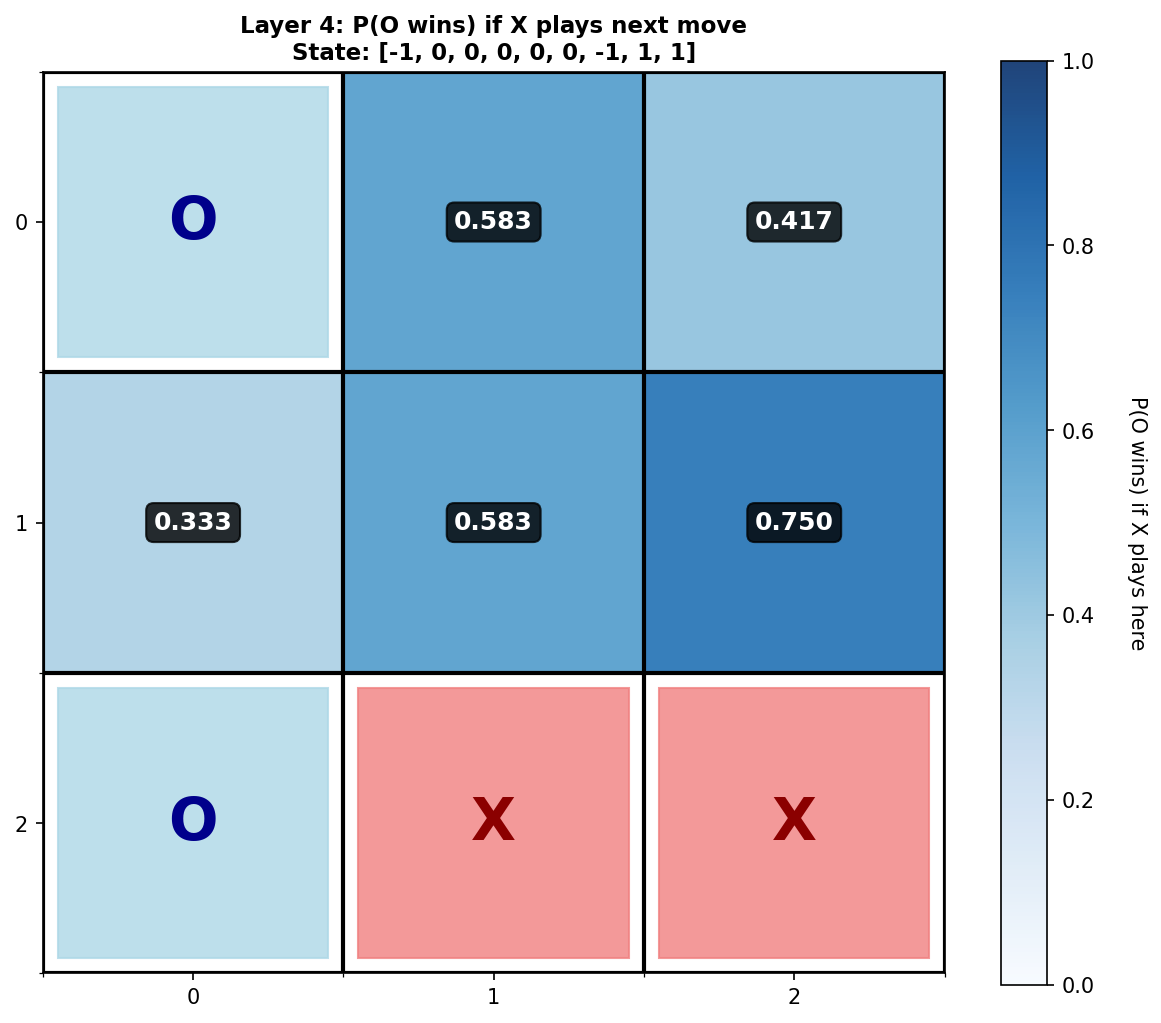 Layer 4: P(O wins) if X plays next move
State: [-1, 0, 0, 0, 0, 0, -1, 1, 1]
1.0
0.8
0.6
0.4
0.2
0.0
P(O wins) if X plays here
0
O
0.583
0.417
1
0.333
0.583
0.750
2
O
X
X
0
1
2